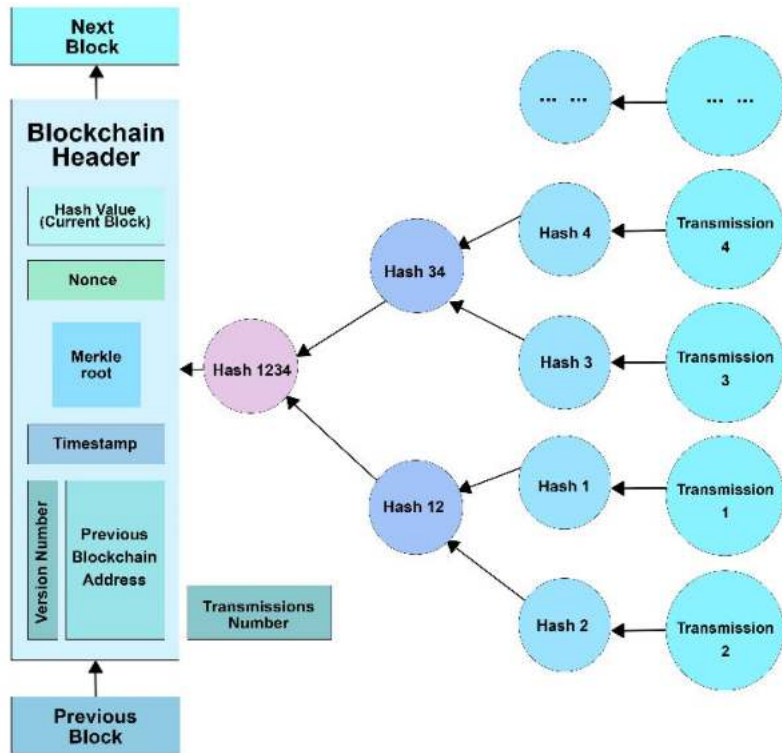 Next
Block
Blockchain
Header
Hash Value
(Current Block)
Nonce
Merkle
root
Timestamp
Version Number
Previous
Blockchain
Address
Transmissions
Number
Previous
Block
Hash 1234
Hash 34
Hash 12
... ...
Hash 4
Hash 3
Hash 1
Hash 2
... ...
Transmission
4
Transmission
3
Transmission
1
Transmission
2